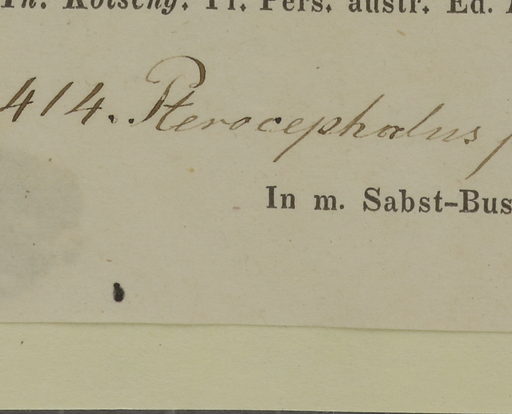 Th. Kotschy. Pl. Pers. austr. Ed.
414. Pterocephalus
In m. Sabst-Bus